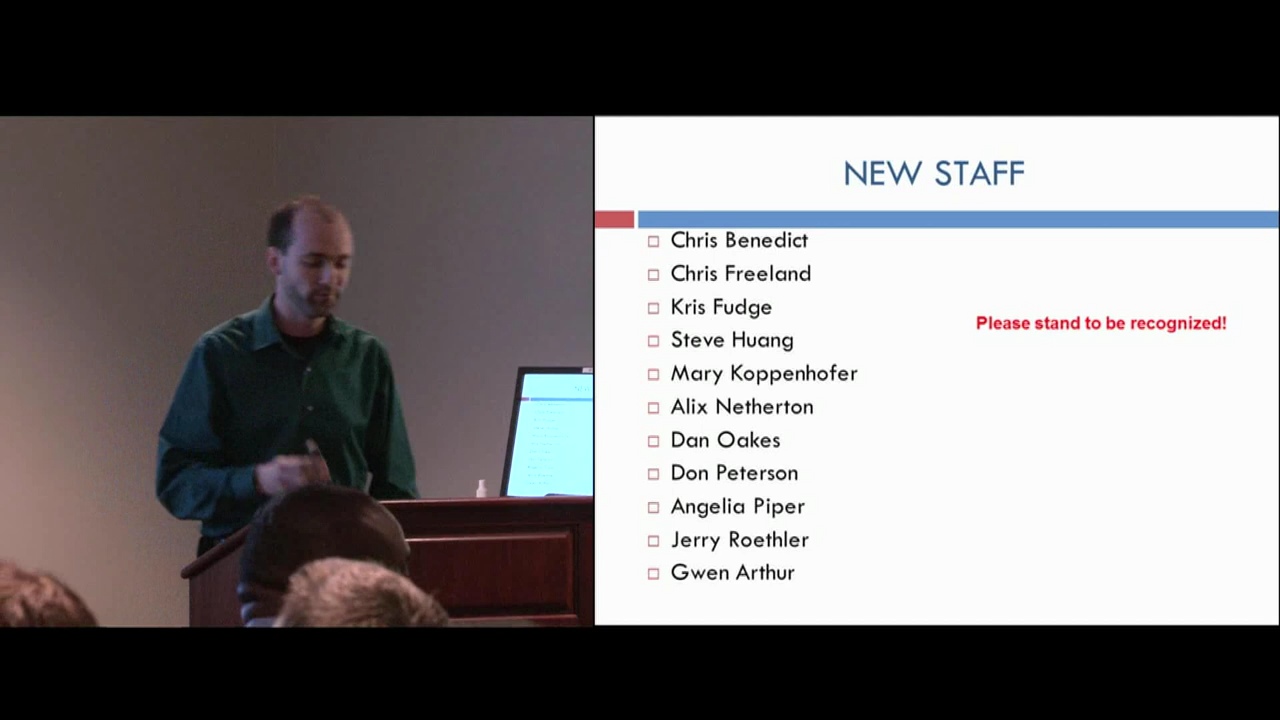 NEW STAFF
Chris Benedict
Chris Freeland
Kris Fudge
Please stand to be recognized!
Steve Huang
Mary Koppenhofer
Alix Netherton
Dan Oakes
Don Peterson
Angelia Piper
Jerry Roethler
Gwen Arthur